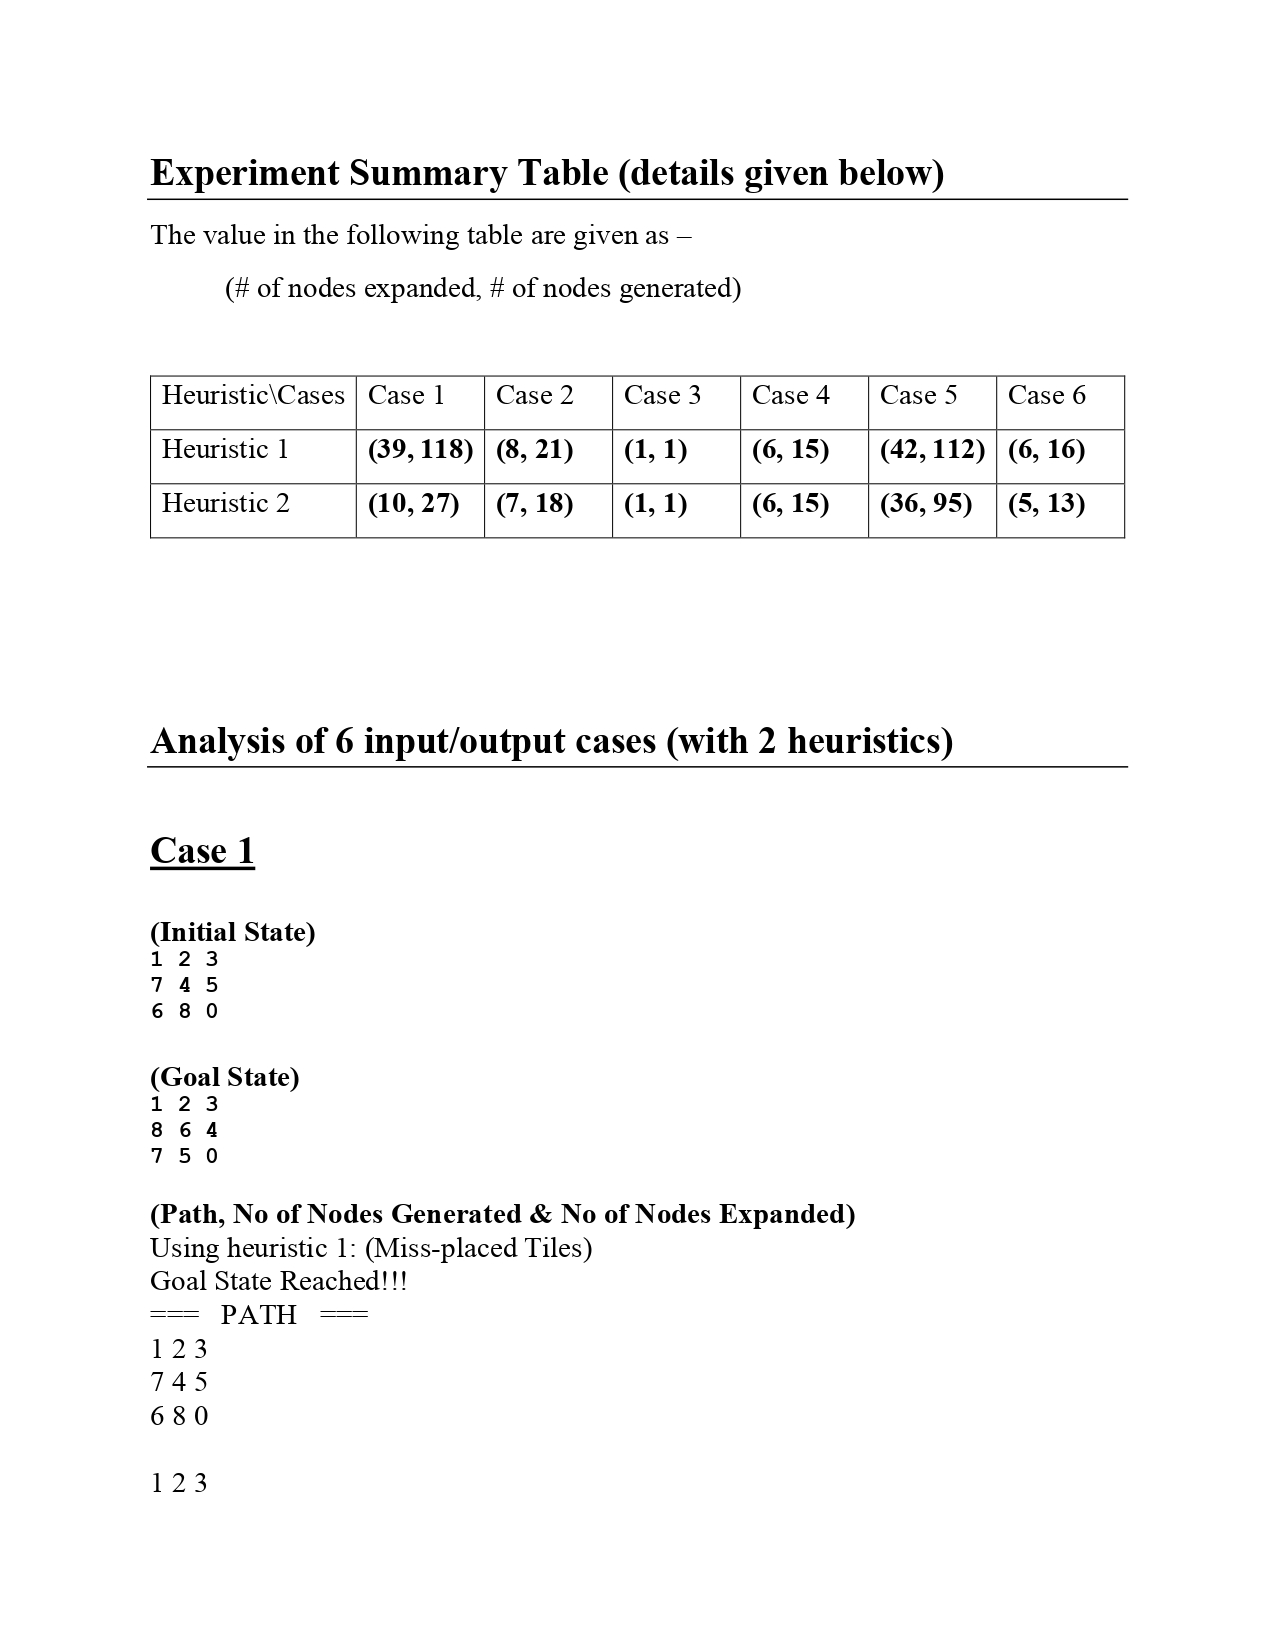 Experiment Summary Table (details given below)
The value in the following table are given as –
(# of nodes expanded, # of nodes generated)
Heuristic\Cases Case 1 Case 2 Case 3 Case 4 Case 5 Case 6
Heuristic 1 (39, 118) (8, 21) (1, 1) (6, 15) (42, 112) (6, 16)
Heuristic 2 (10, 27) (7, 18) (1, 1) (6, 15) (36, 95) (5, 13)
Analysis of 6 input/output cases (with 2 heuristics)
Case 1
(Initial State)
1 2 3
7 4 5
6 8 0
(Goal State)
1 2 3
8 6 4
7 5 0
(Path, No of Nodes Generated & No of Nodes Expanded)
Using heuristic 1: (Miss-placed Tiles)
Goal State Reached!!!
=== PATH ===
1 2 3
7 4 5
6 8 0
1 2 3